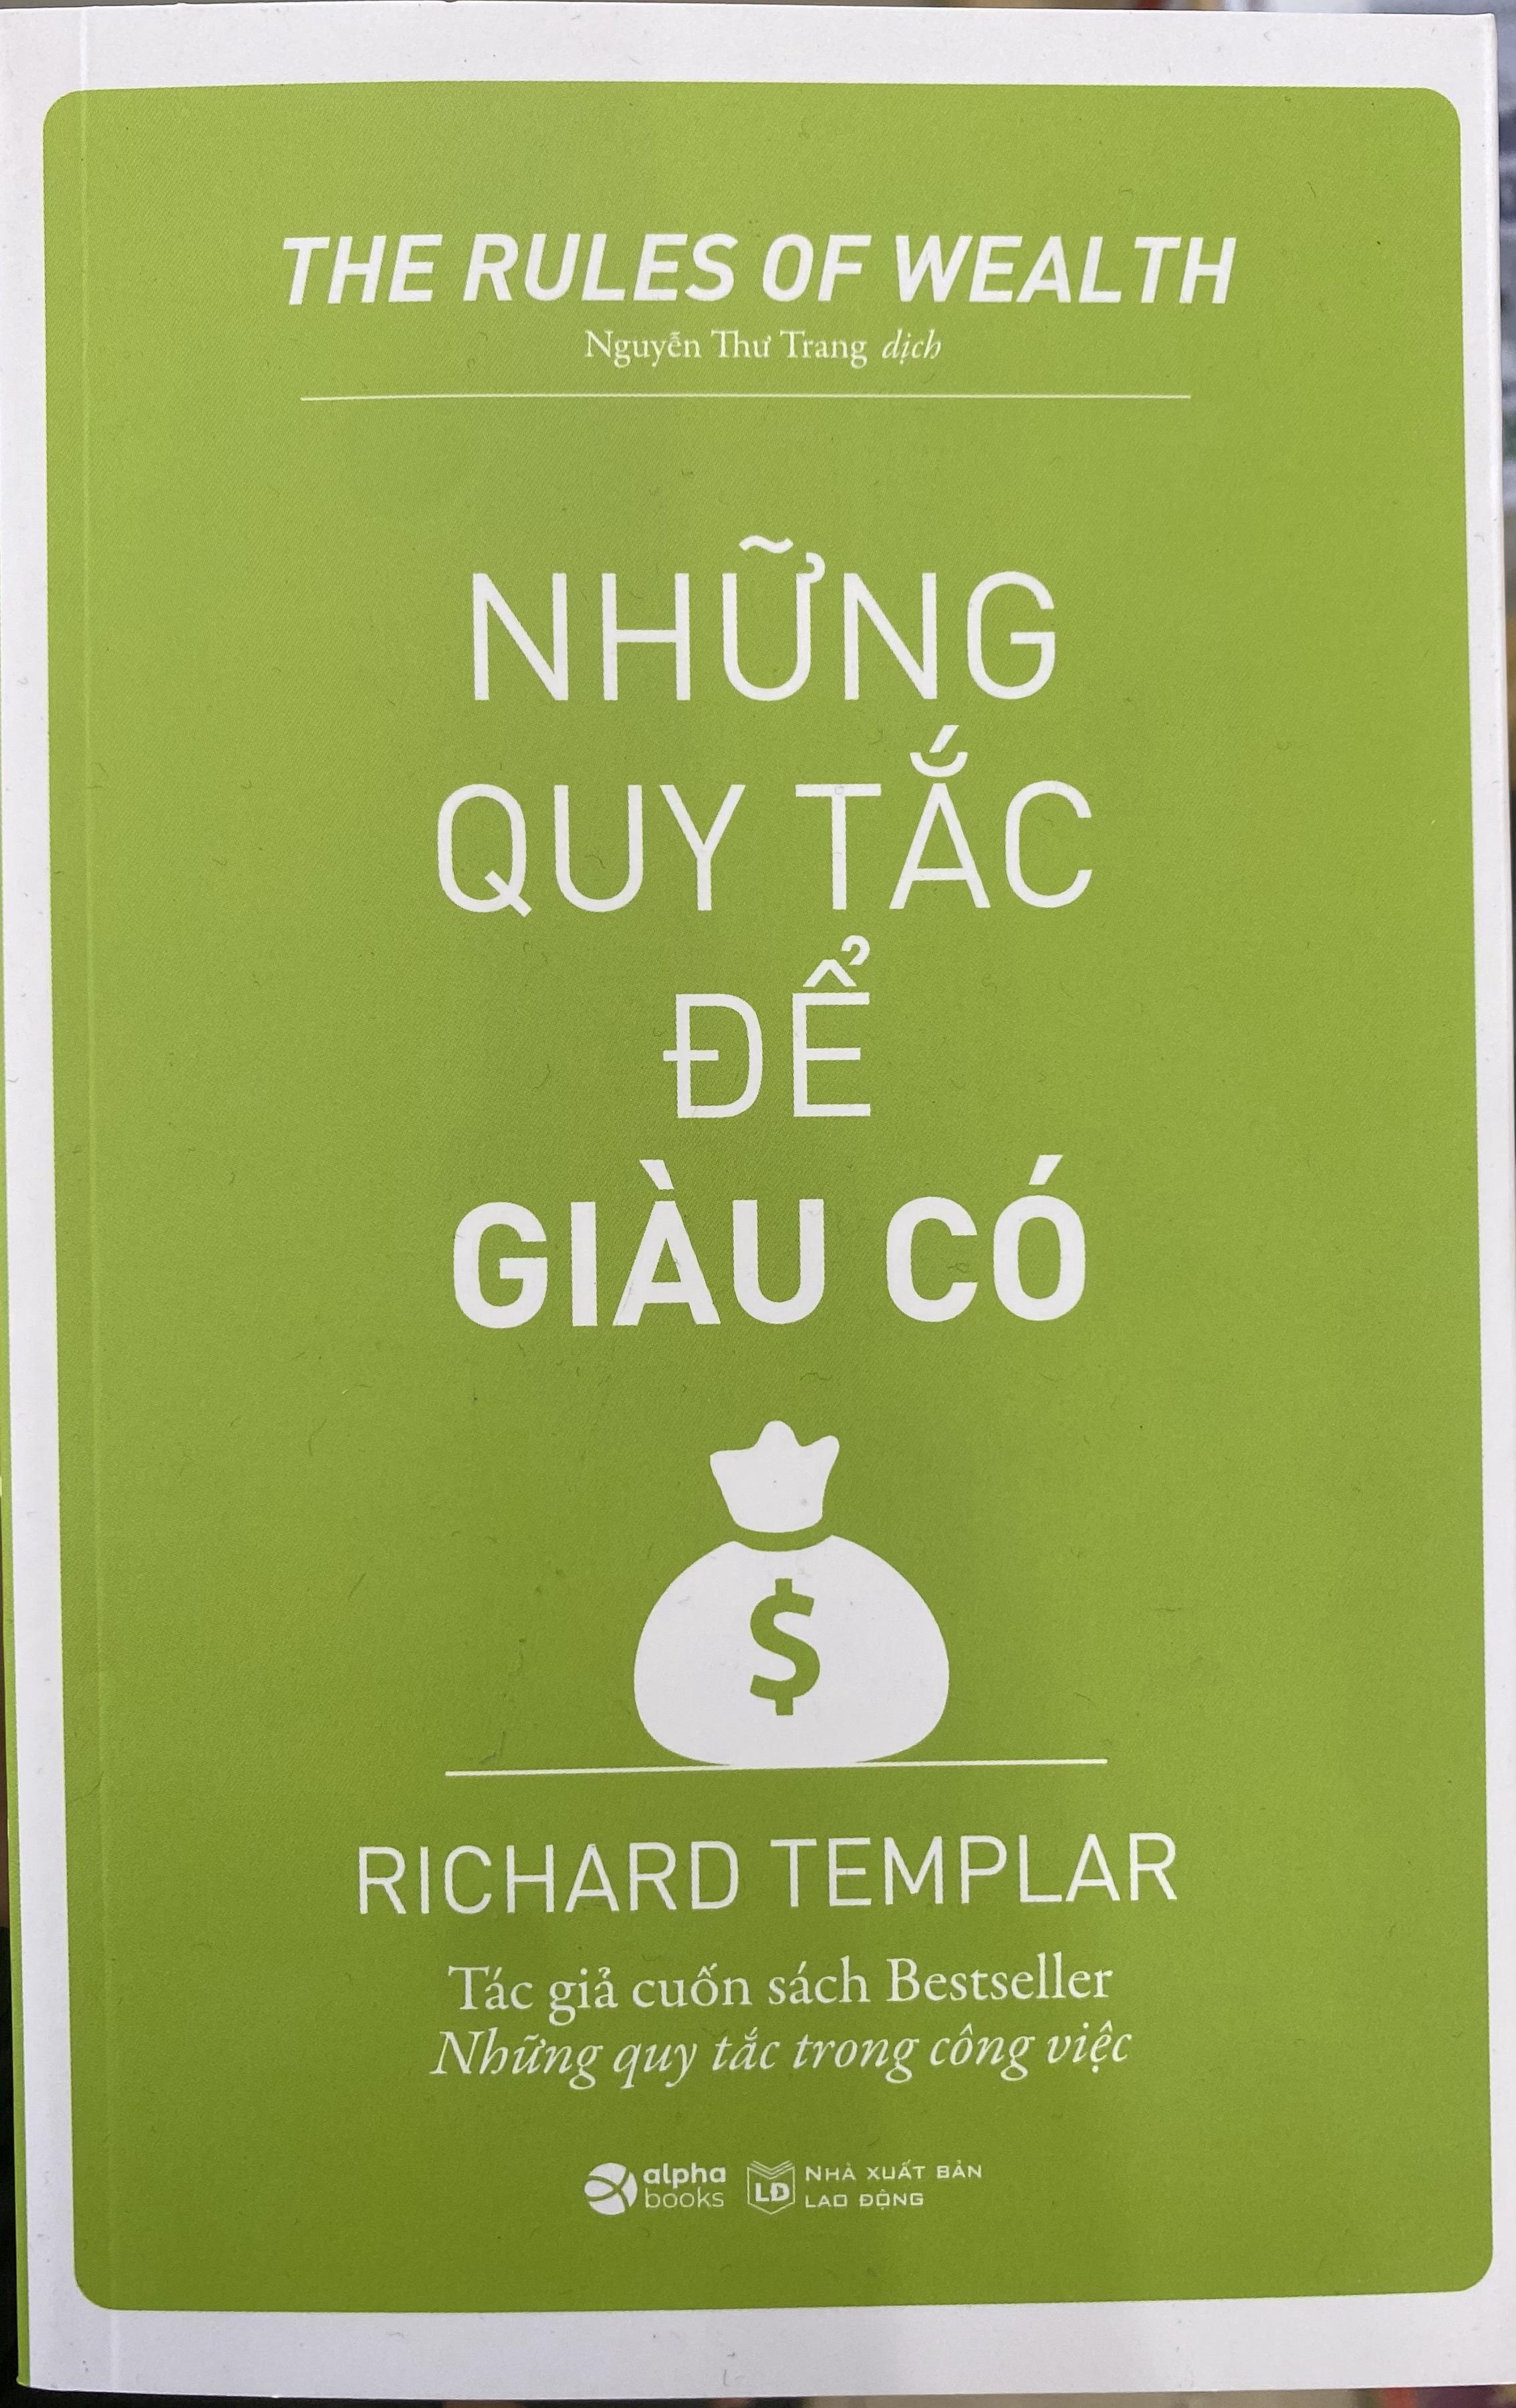 THE RULES OF WEALTH
Nguyễn Thư Trang dịch
NHỮNG
QUY TẮC
ĐỂ
GIÀU CÓ
$
RICHARD TEMPLAR
Tác giả cuốn sách Bestseller
Những quy tắc trong công việc
alpha
books
LĐ
NHÀ XUẤT BẢN
LAO ĐỘNG